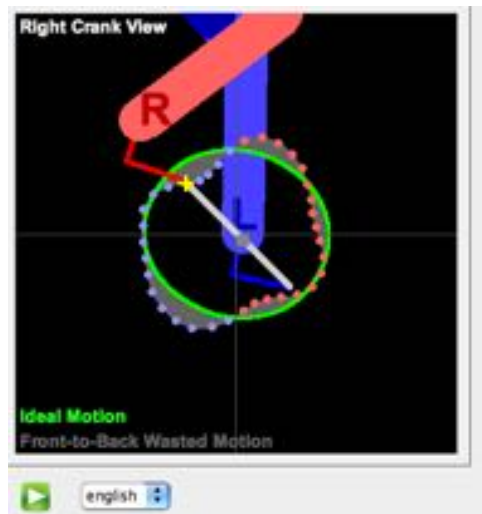 Right Crank View
R
L
Ideal Motion
Front-to-Back Wasted Motion
english